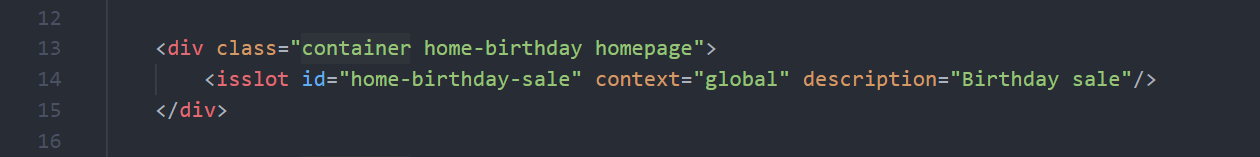 12
13 <div class="container home-birthday homepage">
14 <isslot id="home-birthday-sale" context="global" description="Birthday sale"/>
15 </div>
16